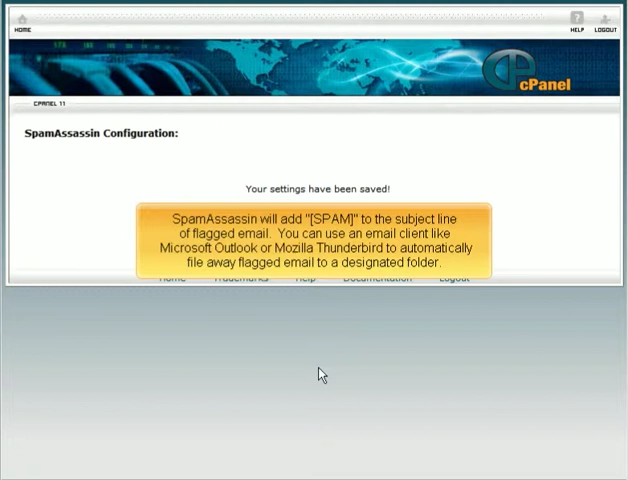 HOME
HELP
LOGOUT
cPanel
CPANEL 11
SpamAssassin Configuration:
Your settings have been saved!
SpamAssassin will add "[SPAM]" to the subject line
of flagged email. You can use an email client like
Microsoft Outlook or Mozilla Thunderbird to automatically
file away flagged email to a designated folder.
Home Trademarks Help Documentation Logout